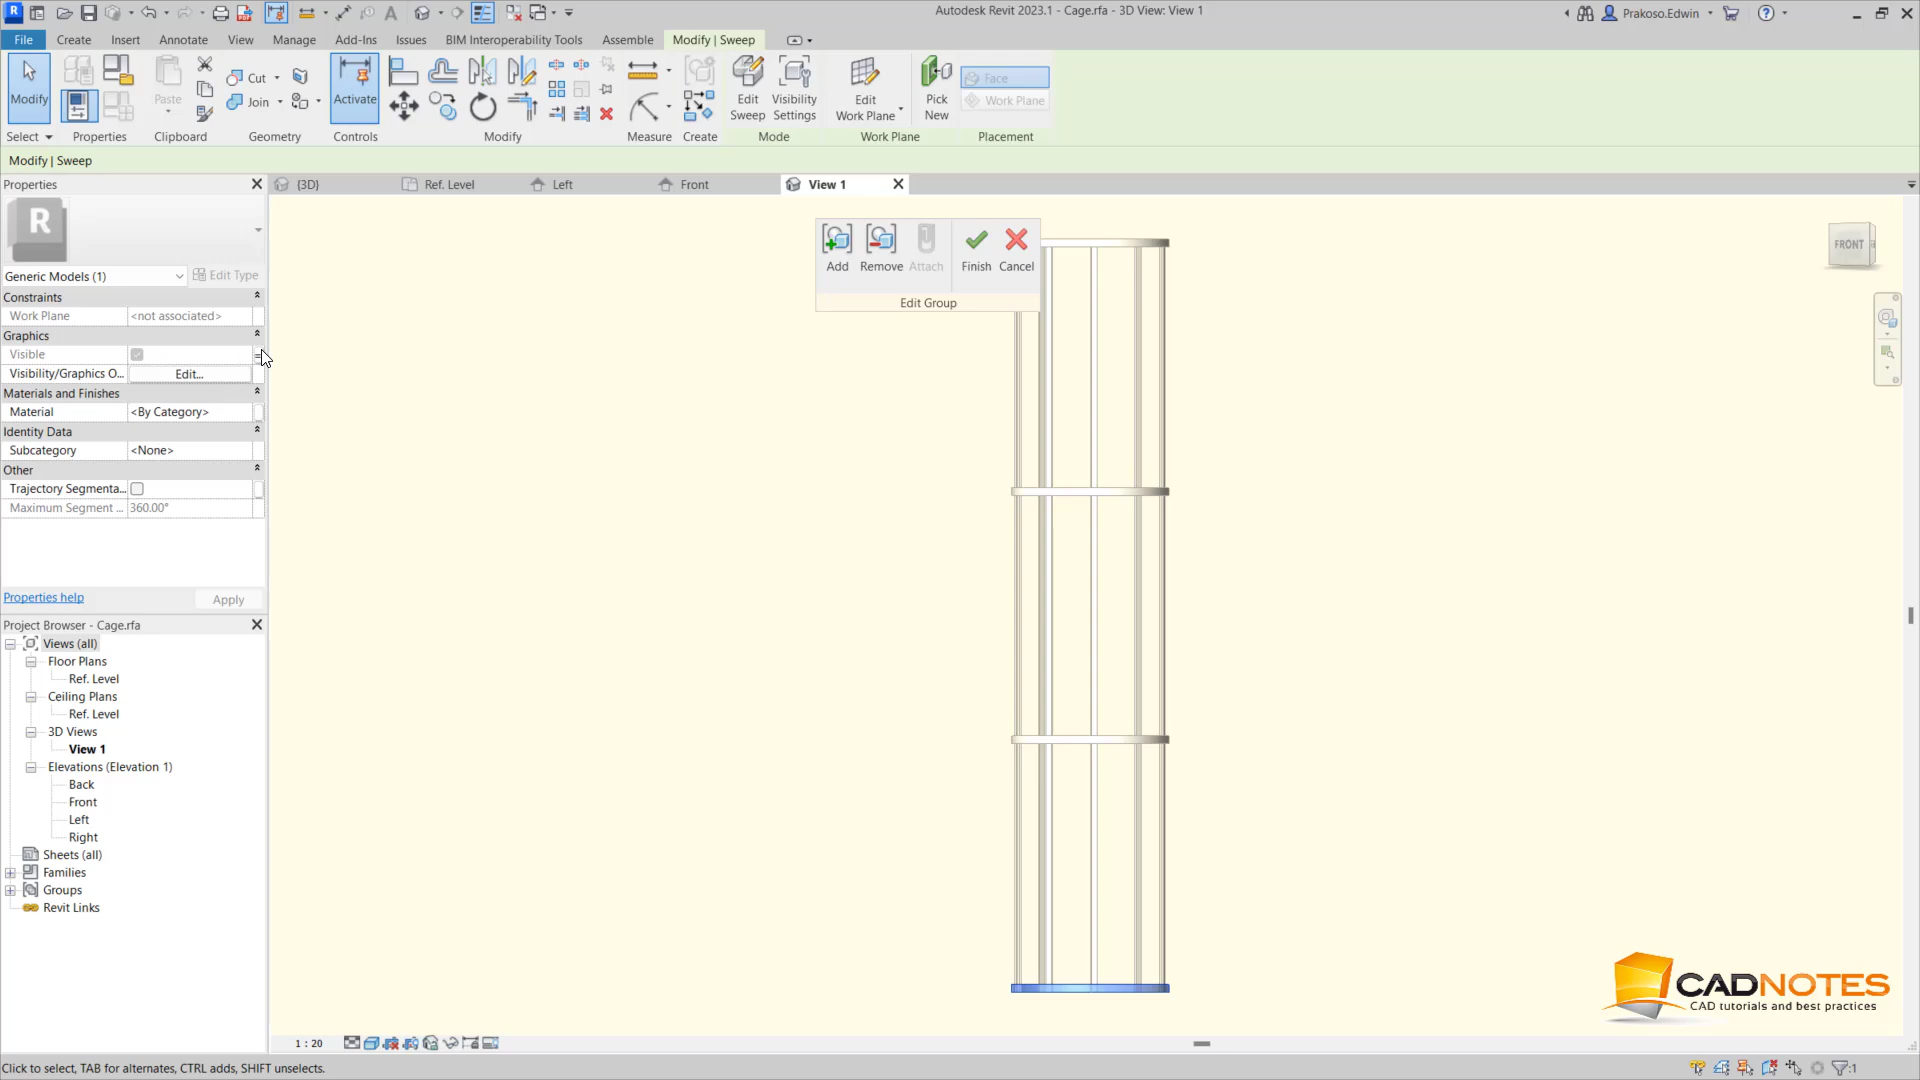 Autodesk Revit 2023.1 - Cage.rfa - 3D View: View 1
Prakoso.Edwin
File Create Insert Annotate View Manage Add-Ins Issues BIM Interoperability Tools Assemble Modify | Sweep
Modify
Paste
Cut
Join
Activate
Edit Sweep
Visibility Settings
Edit Work Plane
Pick New
Face
Work Plane
Select Properties Clipboard Geometry Controls Modify Measure Create Mode Work Plane Placement
Modify | Sweep
Properties
{3D} Ref. Level Left Front View 1
R
Generic Models (1) Edit Type
Constraints
Work Plane <not associated>
Graphics
Visible
Visibility/Graphics O... Edit...
Materials and Finishes
Material <By Category>
Identity Data
Subcategory <None>
Other
Trajectory Segmenta...
Maximum Segment ... 360.00°
Properties help Apply
Project Browser - Cage.rfa
Views (all)
Floor Plans
Ref. Level
Ceiling Plans
Ref. Level
3D Views
View 1
Elevations (Elevation 1)
Back
Front
Left
Right
Sheets (all)
Families
Groups
Revit Links
Add Remove Attach Finish Cancel
Edit Group
FRONT
CADNOTES
CAD tutorials and best practices
1 : 20
Click to select, TAB for alternates, CTRL adds, SHIFT unselects.
:1